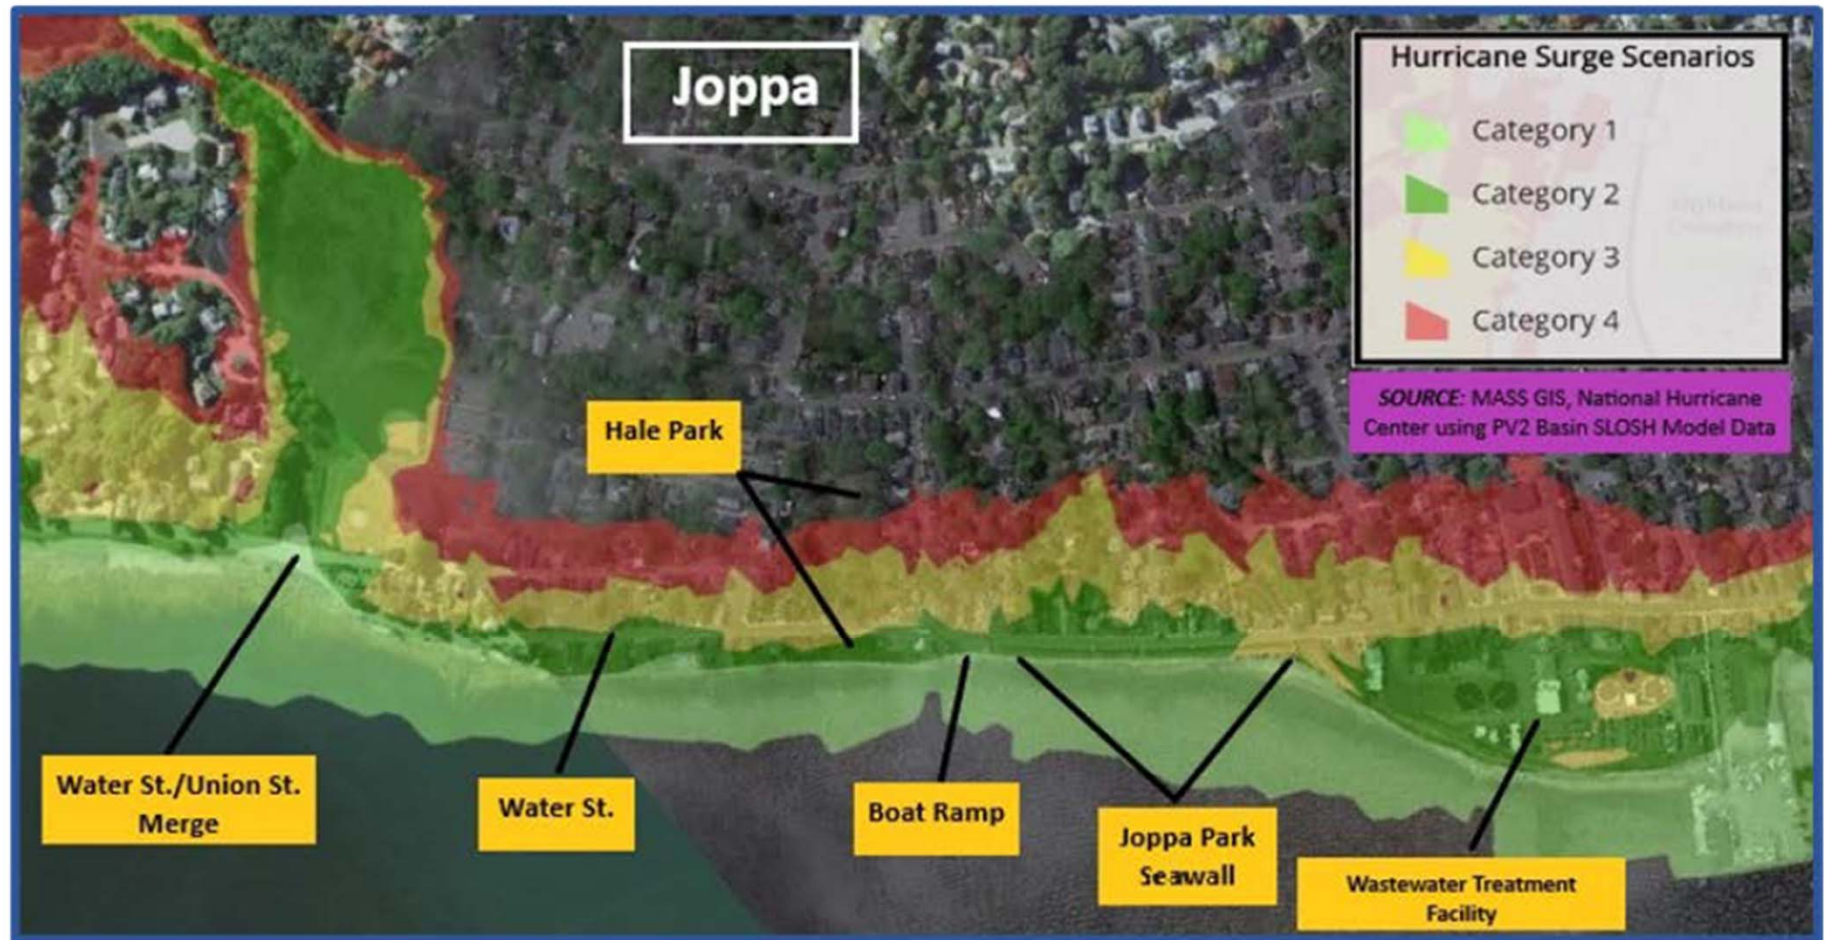 Joppa
Hurricane Surge Scenarios
Category 1
Category 2
Category 3
Category 4
SOURCE: MASS GIS, National Hurricane
Center using PV2 Basin SLOSH Model Data
Hale Park
Water St./Union St.
Merge
Water St.
Boat Ramp
Joppa Park
Seawall
Wastewater Treatment
Facility